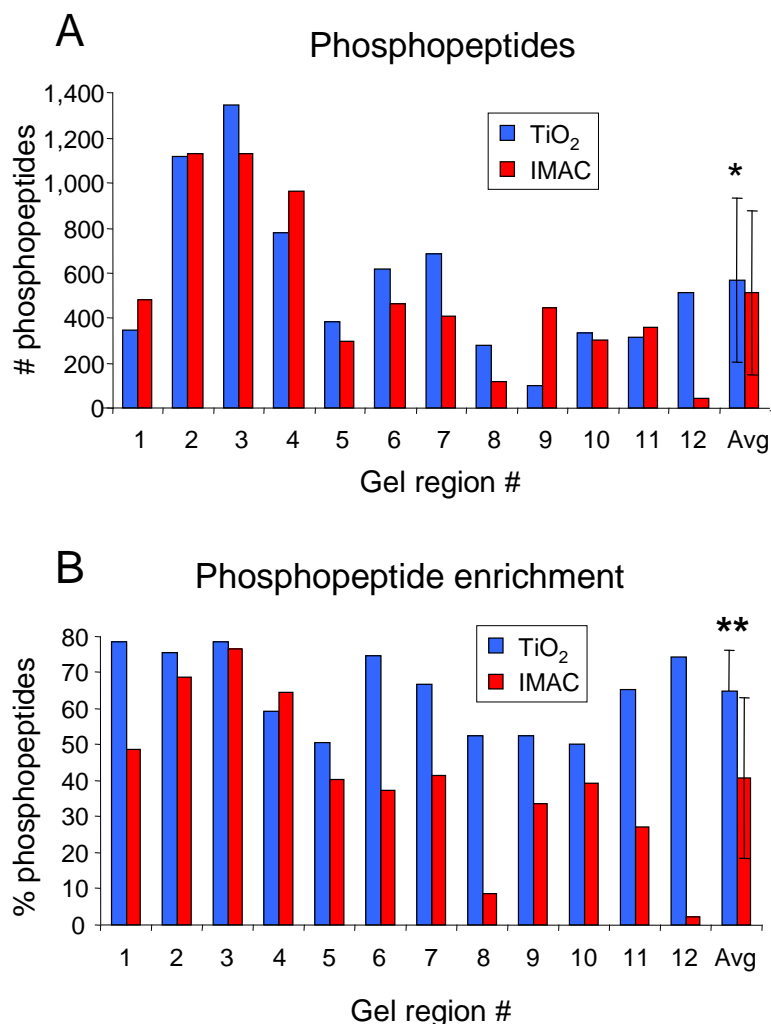 A
Phosphopeptides
# phosphopeptides
1,400
1,200
1,000
800
600
400
200
0
TiO₂
IMAC
*
1 2 3 4 5 6 7 8 9 10 11 12 Avg
Gel region #
B
Phosphopeptide enrichment
% phosphopeptides
80
70
60
50
40
30
20
10
0
TiO₂
IMAC
**
1 2 3 4 5 6 7 8 9 10 11 12 Avg
Gel region #